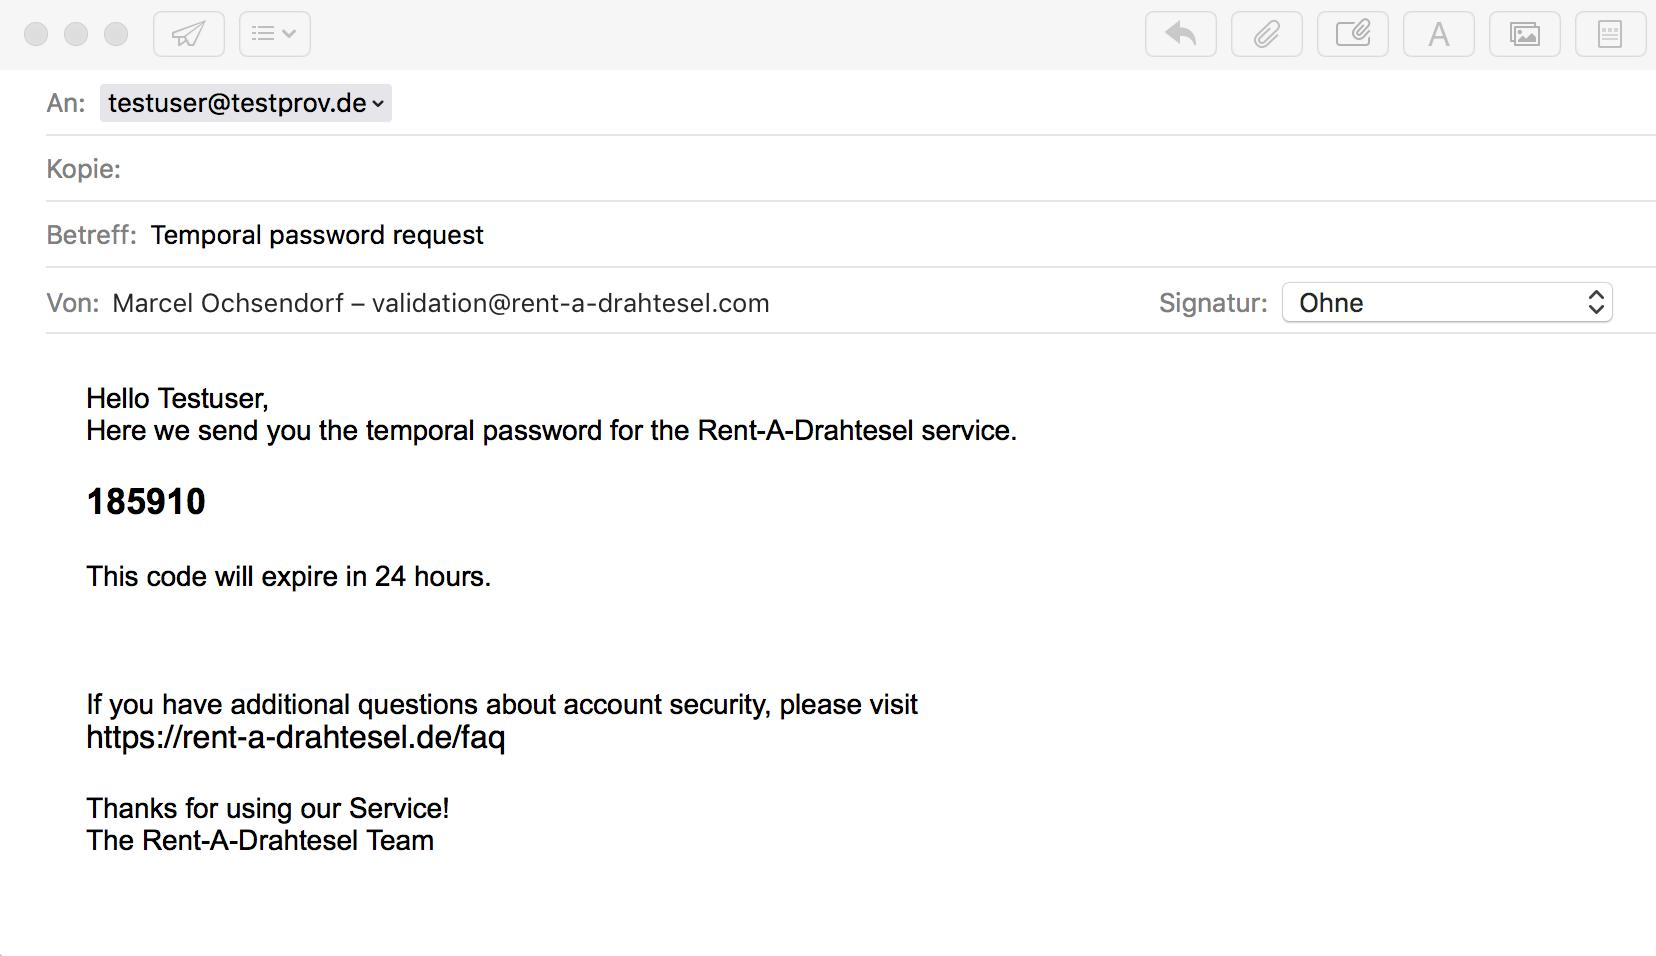 An: testuser@testprov.de
Kopie:
Betreff: Temporal password request
Von: Marcel Ochsendorf – validation@rent-a-drahtesel.com Signatur: Ohne
Hello Testuser,
Here we send you the temporal password for the Rent-A-Drahtesel service.
185910
This code will expire in 24 hours.
If you have additional questions about account security, please visit
https://rent-a-drahtesel.de/faq
Thanks for using our Service!
The Rent-A-Drahtesel Team